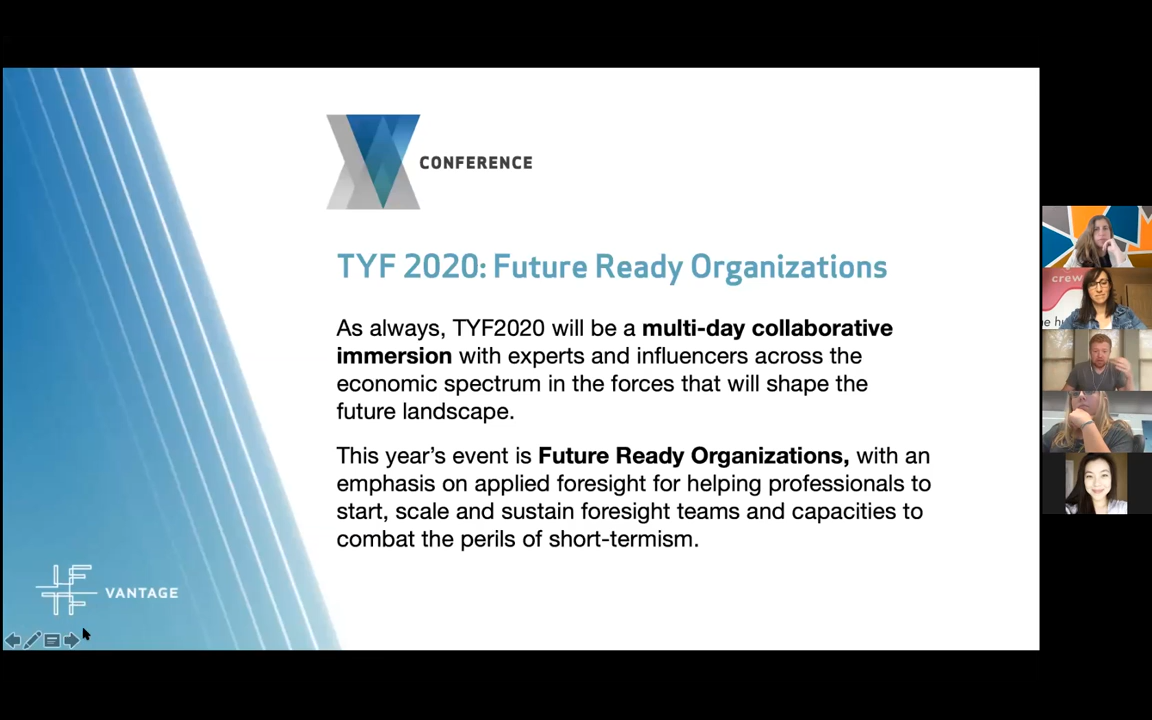 CONFERENCE
TYF 2020: Future Ready Organizations
As always, TYF2020 will be a multi-day collaborative
immersion with experts and influencers across the
economic spectrum in the forces that will shape the
future landscape.
This year's event is Future Ready Organizations, with an
emphasis on applied foresight for helping professionals to
start, scale and sustain foresight teams and capacities to
combat the perils of short-termism.
VANTAGE
crew